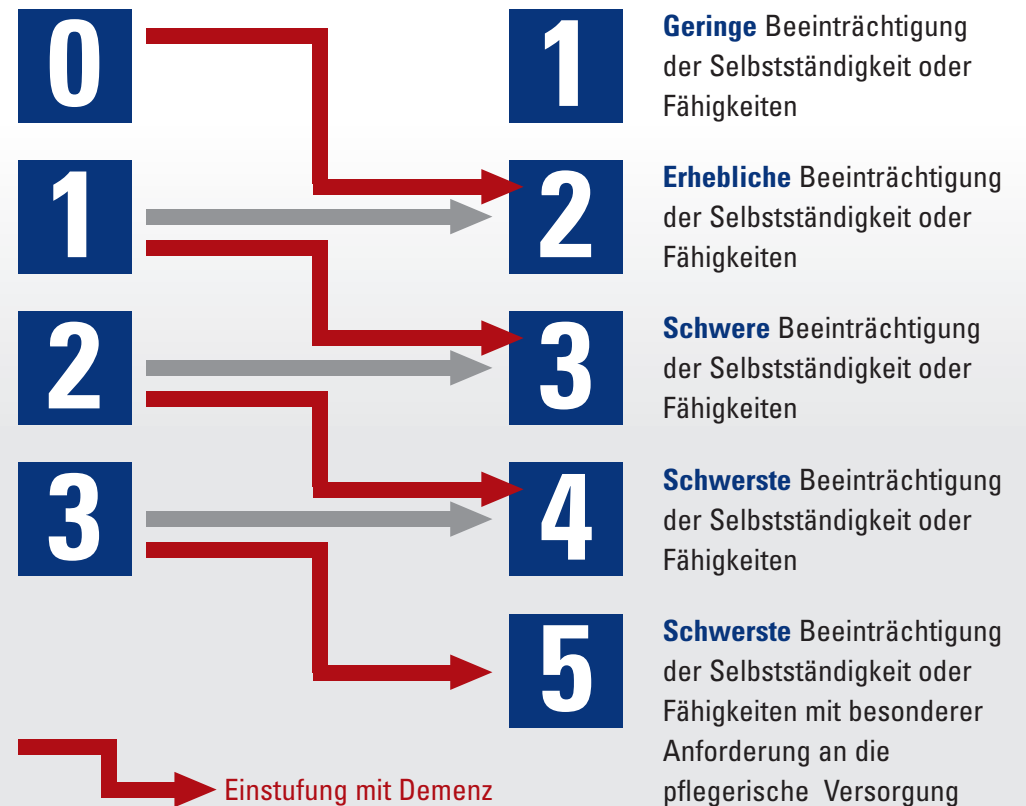 0
1
Geringe Beeinträchtigung
der Selbstständigkeit oder
Fähigkeiten
1
2
Erhebliche Beeinträchtigung
der Selbstständigkeit oder
Fähigkeiten
2
3
Schwere Beeinträchtigung
der Selbstständigkeit oder
Fähigkeiten
3
4
Schwerste Beeinträchtigung
der Selbstständigkeit oder
Fähigkeiten
5
Schwerste Beeinträchtigung
der Selbstständigkeit oder
Fähigkeiten mit besonderer
Anforderung an die
pflegerische Versorgung
Einstufung mit Demenz